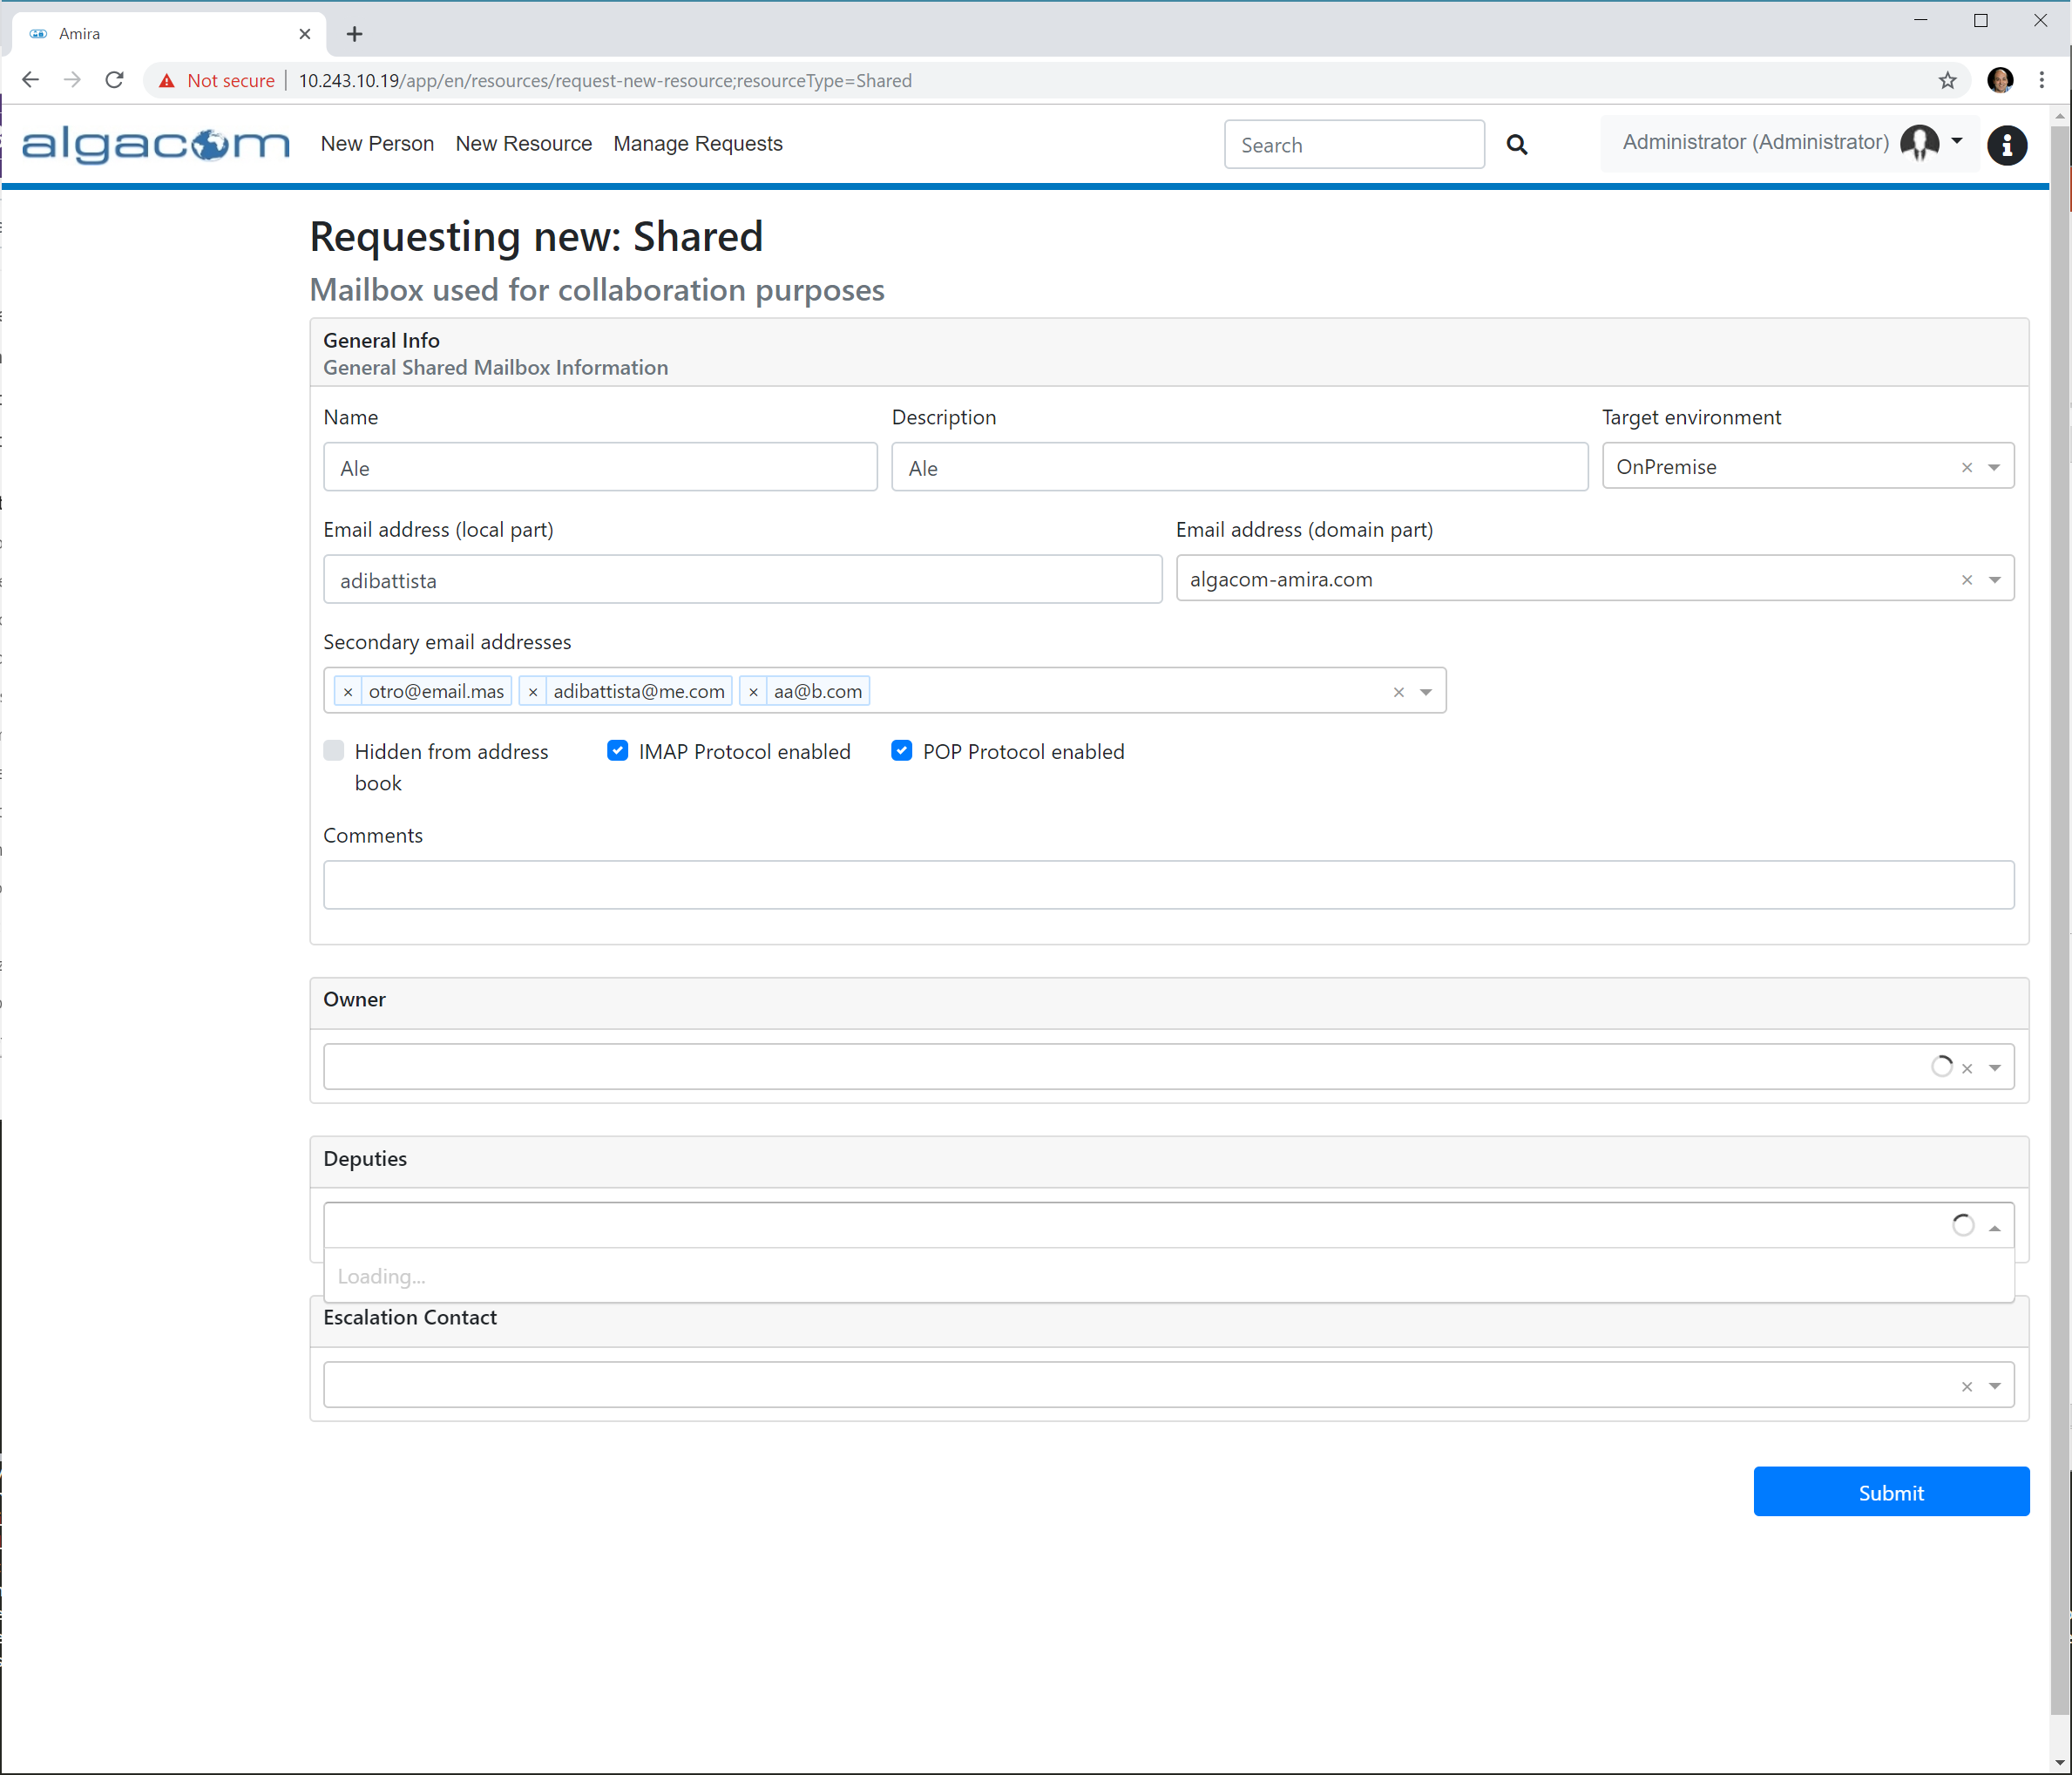 Amira
Not secure | 10.243.10.19/app/en/resources/request-new-resource;resourceType=Shared
algacom New Person New Resource Manage Requests Search Administrator (Administrator)
Requesting new: Shared
Mailbox used for collaboration purposes
General Info
General Shared Mailbox Information
Name Description Target environment
Ale Ale OnPremise
Email address (local part) Email address (domain part)
adibattista algacom-amira.com
Secondary email addresses
× otro@email.mas × adibattista@me.com × aa@b.com
Hidden from address book IMAP Protocol enabled POP Protocol enabled
Comments
Owner
Deputies
Loading...
Escalation Contact
Submit